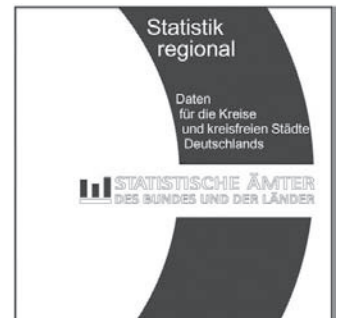 Statistik
regional
Daten
für die Kreise
und kreisfreien Städte
Deutschlands
STATISTISCHE ÄMTER
DES BUNDES UND DER LÄNDER